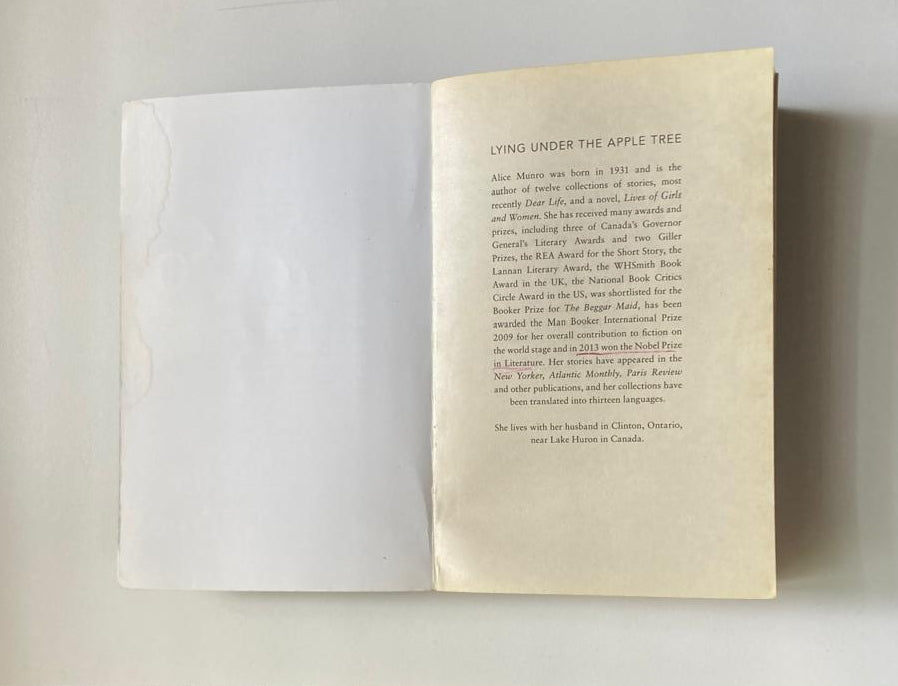 LYING UNDER THE APPLE TREE
Alice Munro was born in 1931 and is the
author of twelve collections of stories, most
recently Dear Life, and a novel, Lives of Girls
and Women. She has received many awards and
prizes, including three of Canada's Governor
General's Literary Awards and two Giller
Prizes, the REA Award for the Short Story, the
Lannan Literary Award, the WHSmith Book
Award in the UK, the National Book Critics
Circle Award in the US, was shortlisted for the
Booker Prize for The Beggar Maid, has been
awarded the Man Booker International Prize
2009 for her overall contribution to fiction on
the world stage and in 2013 won the Nobel Prize
in Literature. Her stories have appeared in the
New Yorker, Atlantic Monthly, Paris Review
and other publications, and her collections have
been translated into thirteen languages.
She lives with her husband in Clinton, Ontario,
near Lake Huron in Canada.